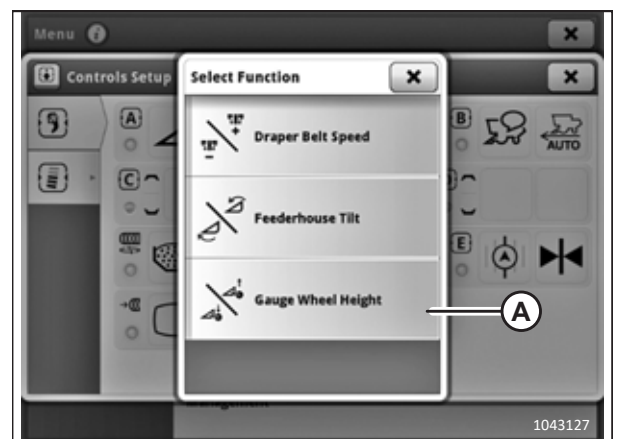 Menu i
Controls Setup
Select Function
A
B
Draper Belt Speed
AUTO
C
Feederhouse Tilt
E
Gauge Wheel Height
A
1043127